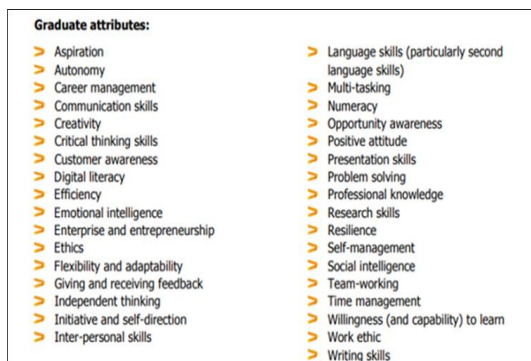 Graduate attributes:
Aspiration
Autonomy
Career management
Communication skills
Creativity
Critical thinking skills
Customer awareness
Digital literacy
Efficiency
Emotional intelligence
Enterprise and entrepreneurship
Ethics
Flexibility and adaptability
Giving and receiving feedback
Independent thinking
Initiative and self-direction
Inter-personal skills
Language skills (particularly second
language skills)
Multi-tasking
Numeracy
Opportunity awareness
Positive attitude
Presentation skills
Problem solving
Professional knowledge
Research skills
Resilience
Self-management
Social intelligence
Team-working
Time management
Willingness (and capability) to learn
Work ethic
Writing skills